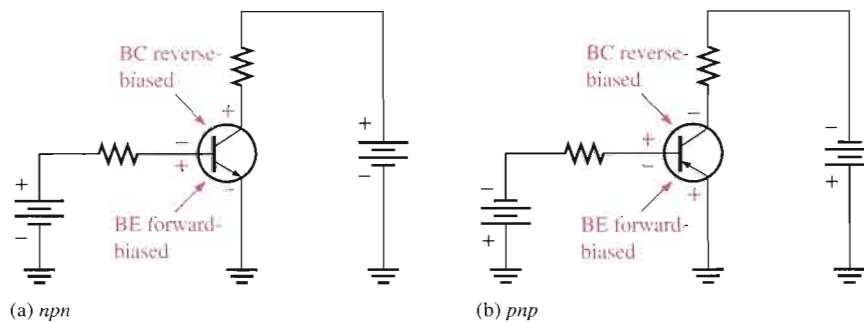 BC reverse-
biased
+
−
+
−
BE forward-
biased
+
−
+
−
(a) npn
BC reverse-
biased
−
+
−
+
BE forward-
biased
−
+
−
+
(b) pnp